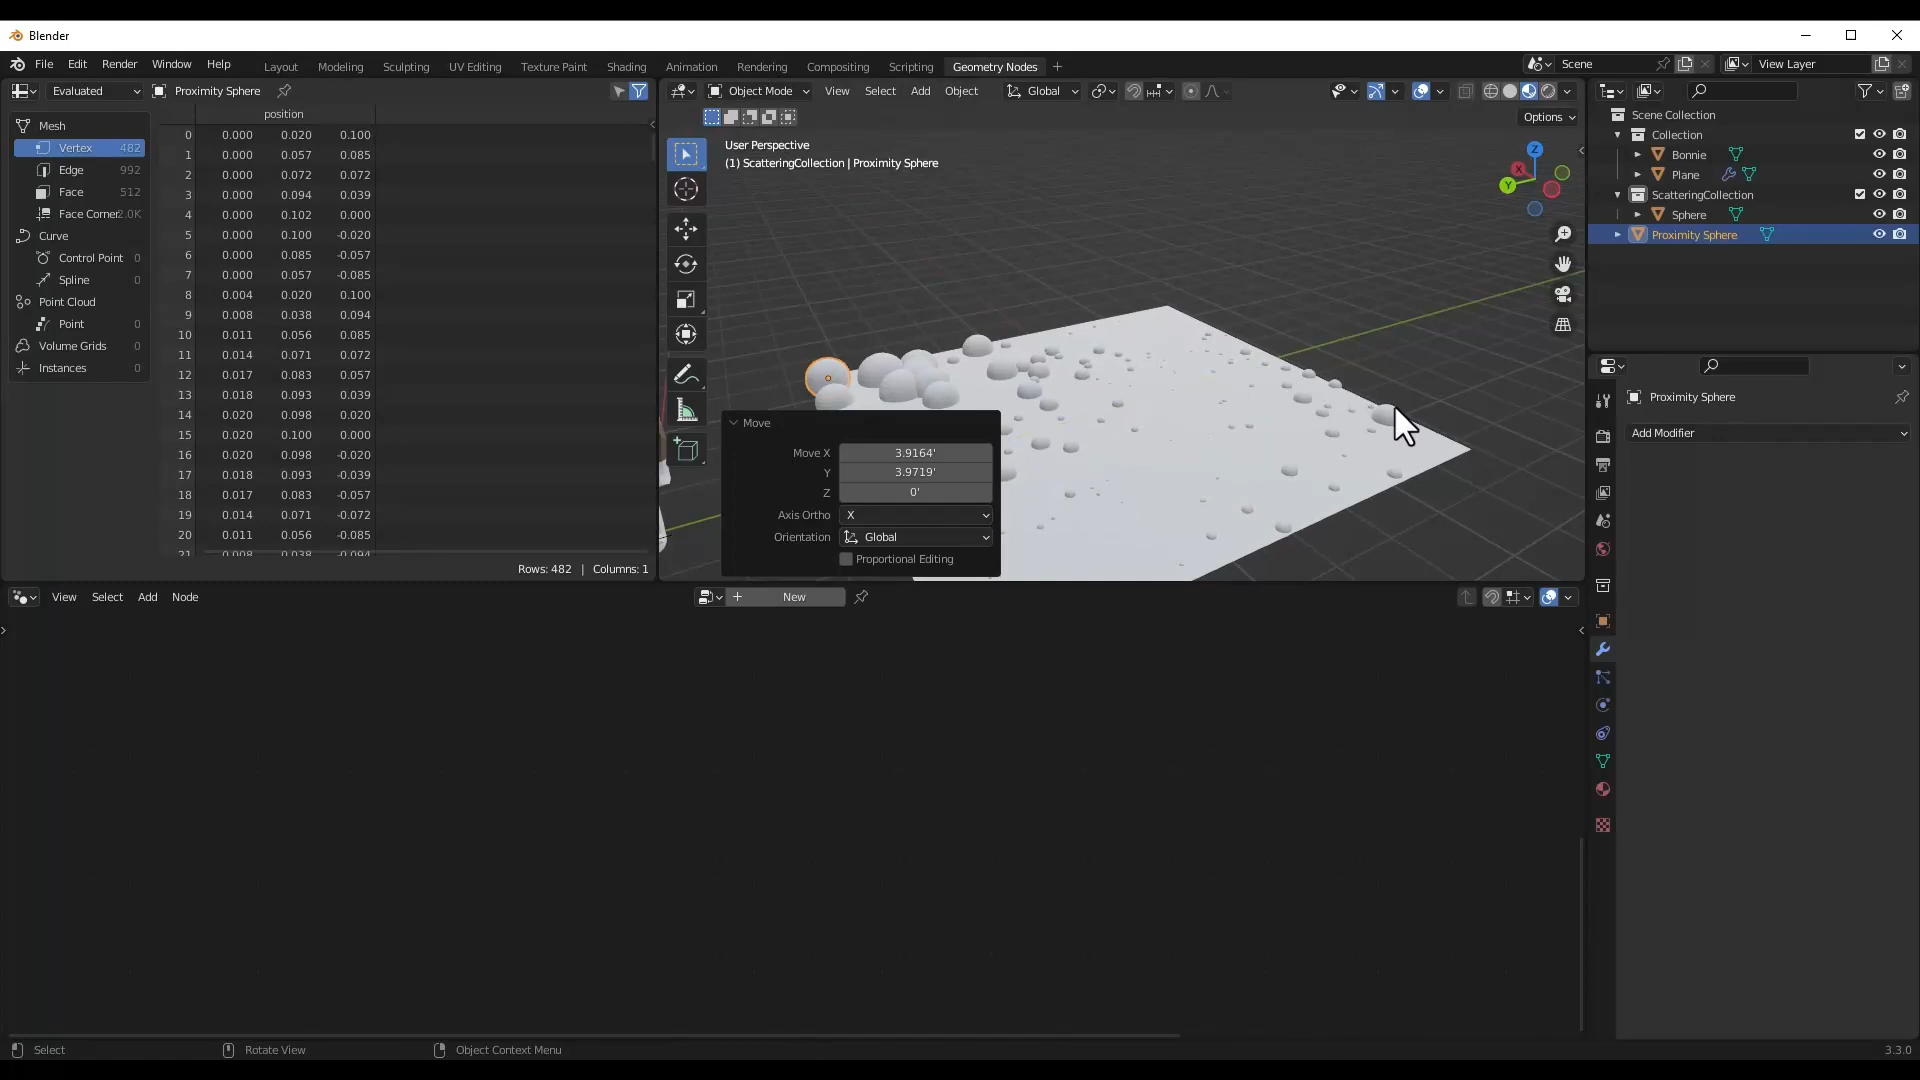 Blender
File Edit Render Window Help
Layout Modeling Sculpting UV Editing Texture Paint Shading Animation Rendering Compositing Scripting Geometry Nodes +
Scene
View Layer
Evaluated
Proximity Sphere
Object Mode View Select Add Object
Global
Options
position
Mesh
Vertex 482
Edge 992
Face 512
Face Corner 2.0K
Curve
Control Point 0
Spline 0
Point Cloud
Point 0
Volume Grids 0
Instances 0
0 0.000 0.020 0.100
1 0.000 0.057 0.085
2 0.000 0.072 0.072
3 0.000 0.094 0.039
4 0.000 0.102 0.000
5 0.000 0.100 -0.020
6 0.000 0.085 -0.057
7 0.000 0.057 -0.085
8 0.004 0.020 0.100
9 0.008 0.038 0.094
10 0.011 0.056 0.085
11 0.014 0.071 0.072
12 0.017 0.083 0.057
13 0.018 0.093 0.039
14 0.020 0.098 0.020
15 0.020 0.100 0.000
16 0.020 0.098 -0.020
17 0.018 0.093 -0.039
18 0.017 0.083 -0.057
19 0.014 0.071 -0.072
20 0.011 0.056 -0.085
21 0.008 0.038 -0.094
Rows: 482 | Columns: 1
User Perspective
(1) ScatteringCollection | Proximity Sphere
Z
X
Y
Move
Move X 3.9164'
Y 3.9719'
Z 0'
Axis Ortho X
Orientation Global
Proportional Editing
Scene Collection
Collection
Bonnie
Plane
ScatteringCollection
Sphere
Proximity Sphere
Proximity Sphere
Add Modifier
View Select Add Node
+ New
Select
Rotate View
Object Context Menu
3.3.0